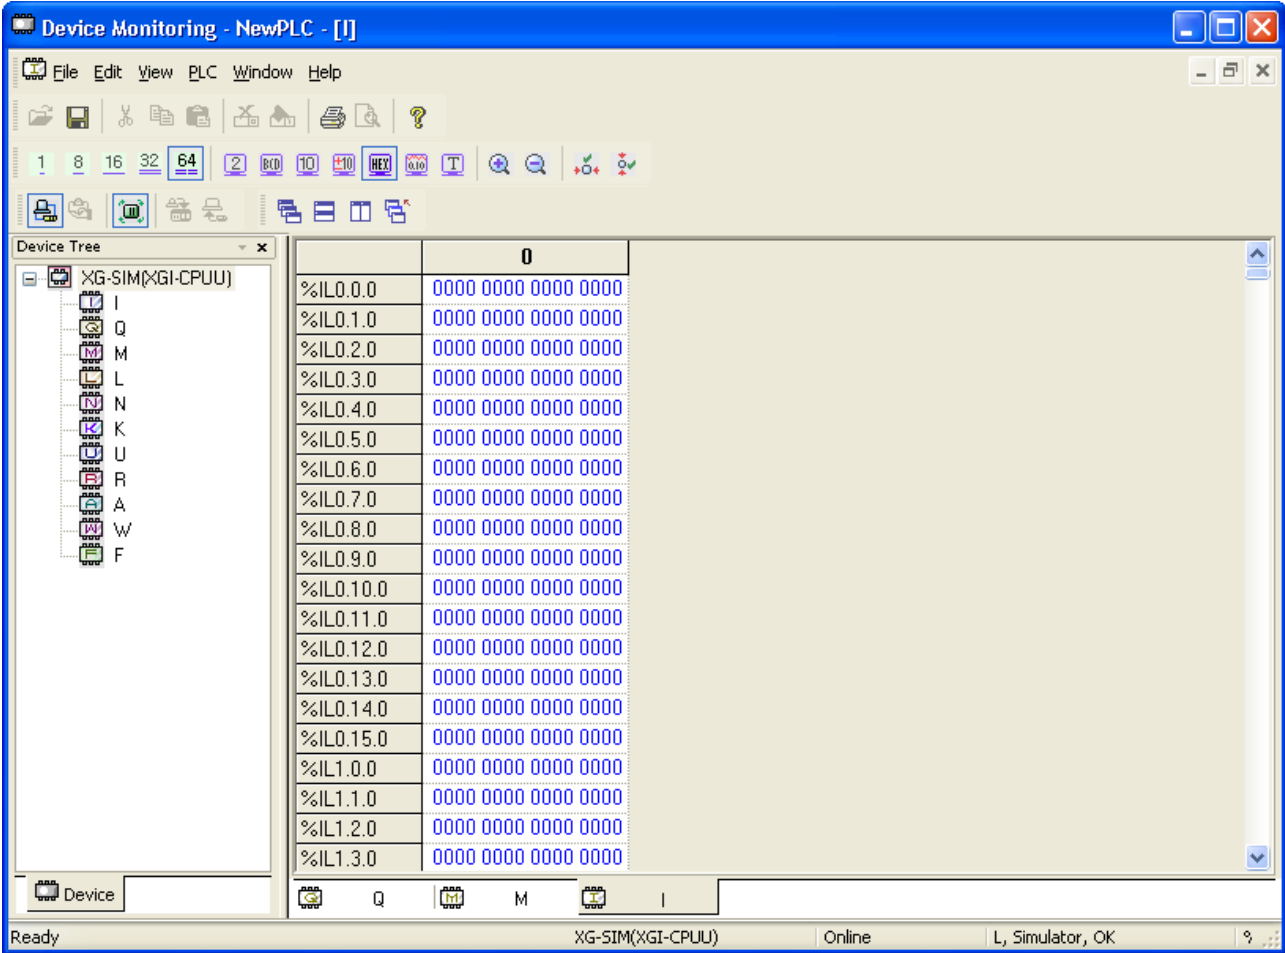 Device Monitoring - NewPLC - [I]
File Edit View PLC Window Help
1 8 16 32 64 2 BCD 10 ±10 HEX 0.10 T
Device Tree
XG-SIM(XGI-CPUU)
I
Q
M
L
N
K
U
R
A
W
F
Device
0
%IL0.0.0 0000 0000 0000 0000
%IL0.1.0 0000 0000 0000 0000
%IL0.2.0 0000 0000 0000 0000
%IL0.3.0 0000 0000 0000 0000
%IL0.4.0 0000 0000 0000 0000
%IL0.5.0 0000 0000 0000 0000
%IL0.6.0 0000 0000 0000 0000
%IL0.7.0 0000 0000 0000 0000
%IL0.8.0 0000 0000 0000 0000
%IL0.9.0 0000 0000 0000 0000
%IL0.10.0 0000 0000 0000 0000
%IL0.11.0 0000 0000 0000 0000
%IL0.12.0 0000 0000 0000 0000
%IL0.13.0 0000 0000 0000 0000
%IL0.14.0 0000 0000 0000 0000
%IL0.15.0 0000 0000 0000 0000
%IL1.0.0 0000 0000 0000 0000
%IL1.1.0 0000 0000 0000 0000
%IL1.2.0 0000 0000 0000 0000
%IL1.3.0 0000 0000 0000 0000
Q M I
Ready XG-SIM(XGI-CPUU) Online L, Simulator, OK